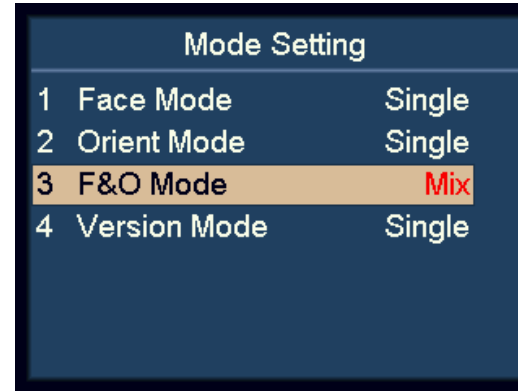 Mode Setting
1 Face Mode Single
2 Orient Mode Single
3 F&O Mode Mix
4 Version Mode Single